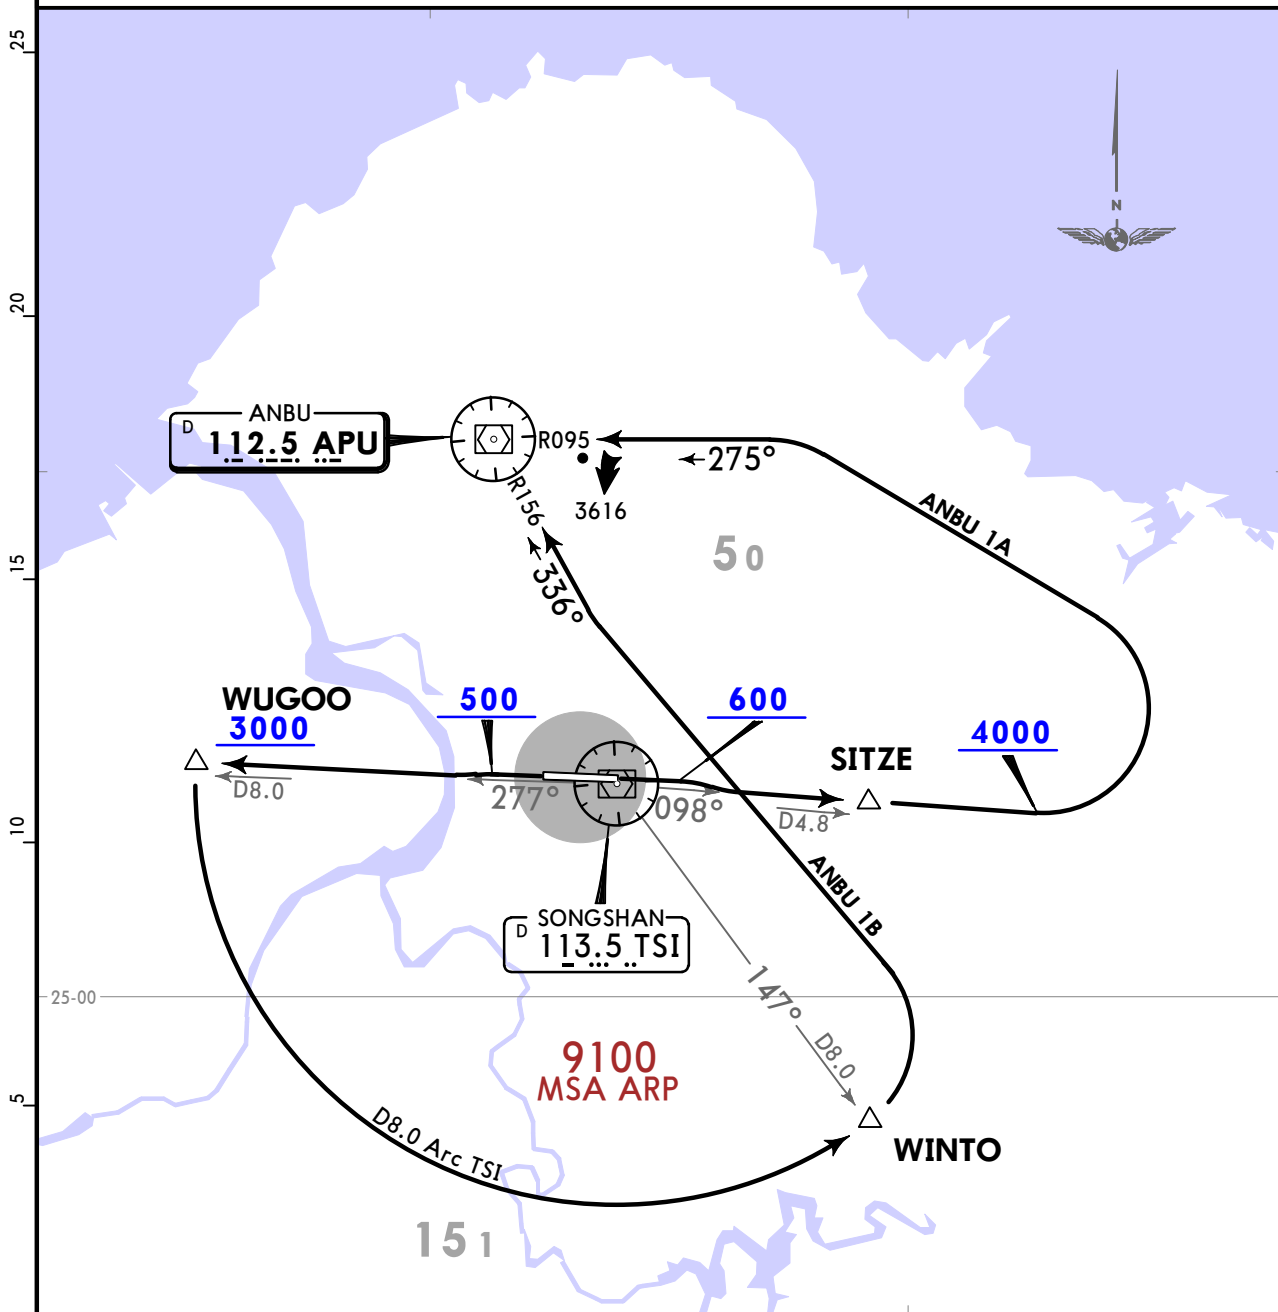 25
N
20
ANBU
D
112.5 APU
R095
275°
R156
3616
ANBU 1A
50
15
336°
WUGOO
3000
500
600
SITZE
4000
D8.0
277°
098°
D4.8
10
ANBU 1B
SONGSHAN
D
113.5 TSI
25-00
147°
D8.0
9100
MSA ARP
5
D8.0 Arc TSI
WINTO
15 1